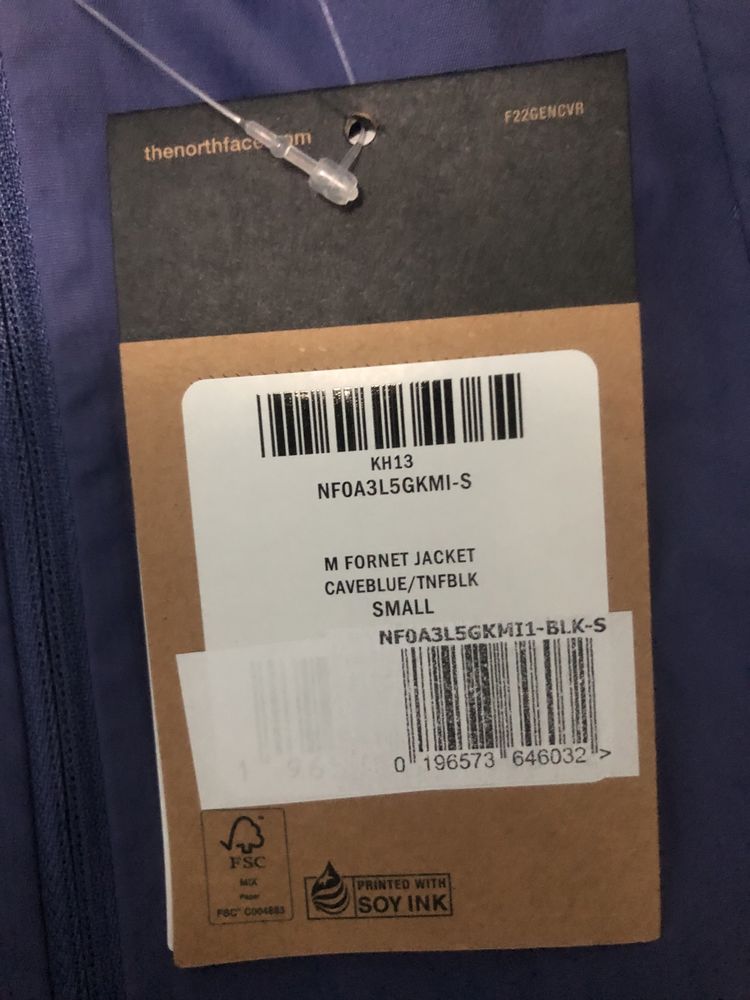 thenorthface.com
F22GENCVR
KH13
NF0A3L5GKMI-S
M FORNET JACKET
CAVEBLUE/TNFBLK
SMALL
NF0A3L5GKMI1-BLK-S
0 196573 646032 >
FSC
MIX
Paper
FSC® C004883
PRINTED WITH
SOY INK